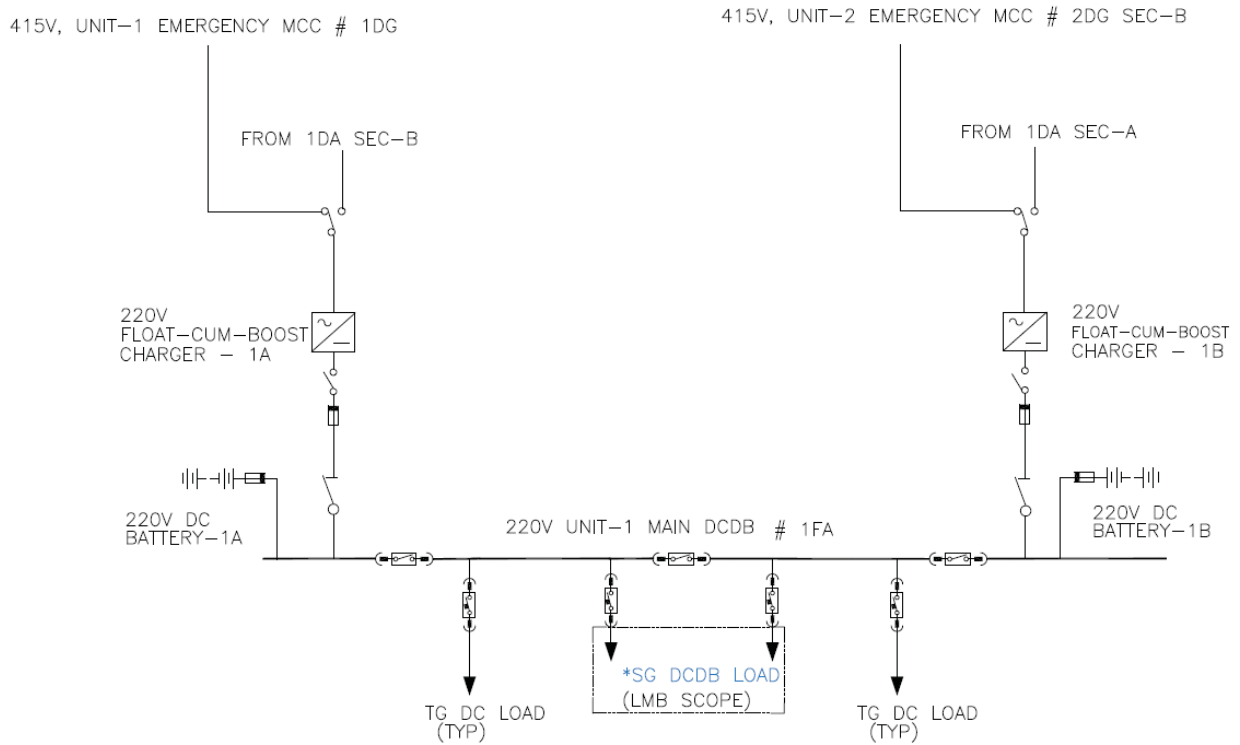 415V, UNIT-1 EMERGENCY MCC # 1DG
415V, UNIT-2 EMERGENCY MCC # 2DG SEC-B
FROM 1DA SEC-B
FROM 1DA SEC-A
220V
FLOAT-CUM-BOOST
CHARGER - 1A
220V
FLOAT-CUM-BOOST
CHARGER - 1B
220V DC
BATTERY-1A
220V UNIT-1 MAIN DCDB # 1FA
220V DC
BATTERY-1B
*SG DCDB LOAD
(LMB SCOPE)
TG DC LOAD
(TYP)
TG DC LOAD
(TYP)